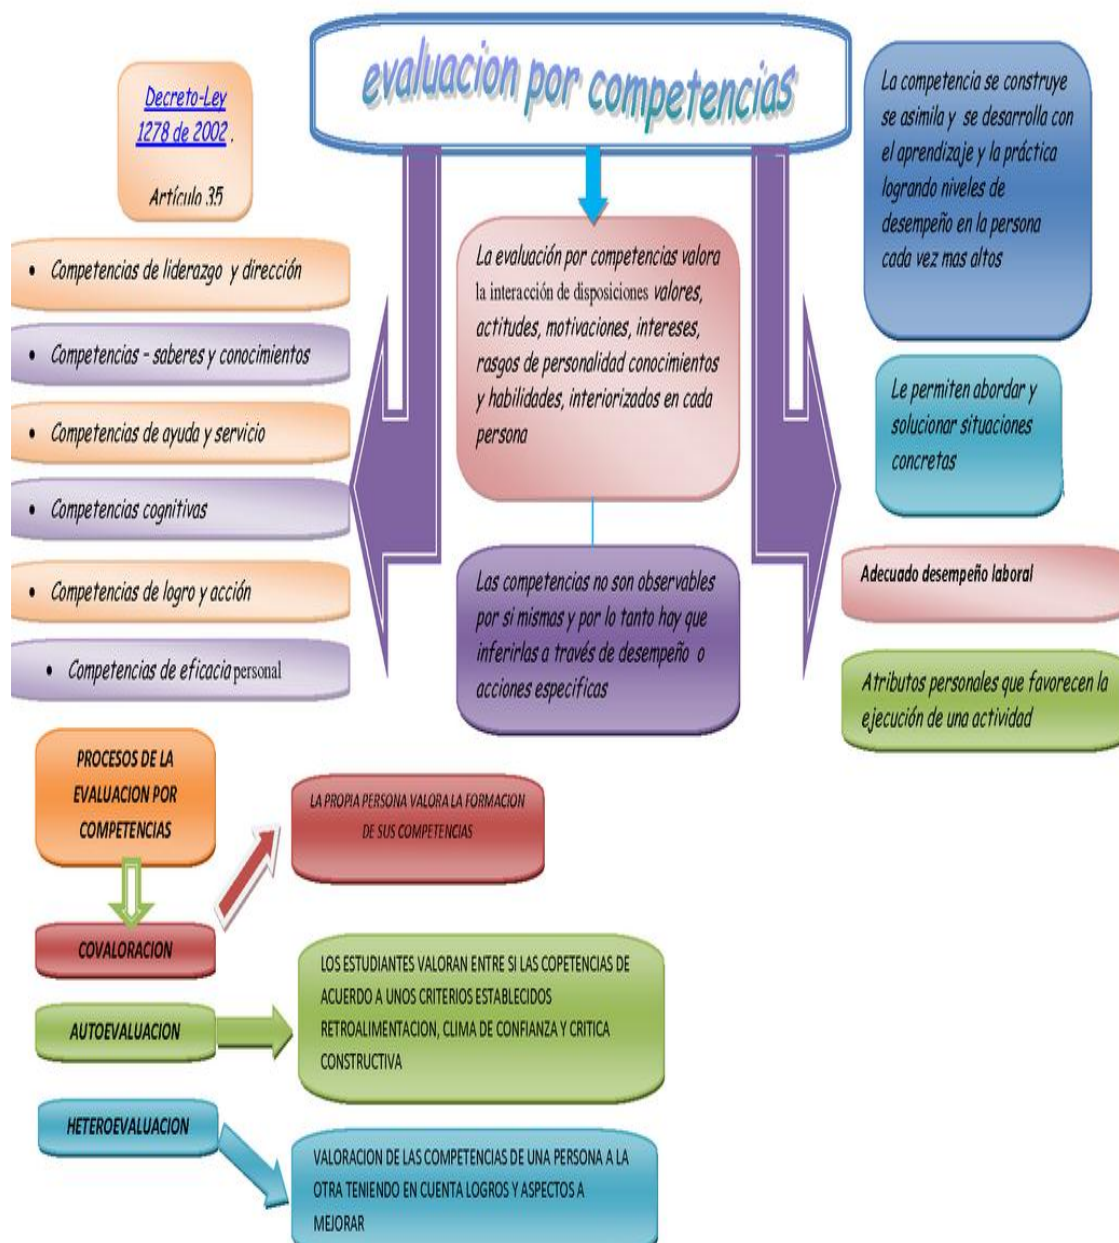 evaluacion por competencias
Decreto-Ley
1278 de 2002 .
Artículo 35
• Competencias de liderazgo y dirección
• Competencias – saberes y conocimientos
• Competencias de ayuda y servicio
• Competencias cognitivas
• Competencias de logro y acción
• Competencias de eficacia personal
La evaluación por competencias valora
la interacción de disposiciones valores,
actitudes, motivaciones, intereses,
rasgos de personalidad conocimientos
y habilidades, interiorizados en cada
persona
Las competencias no son observables
por si mismas y por lo tanto hay que
inferirlas a través de desempeño o
acciones especificas
La competencia se construye
se asimila y se desarrolla con
el aprendizaje y la práctica
logrando niveles de
desempeño en la persona
cada vez mas altos
Le permiten abordar y
solucionar situaciones
concretas
Adecuado desempeño laboral
Atributos personales que favorecen la
ejecución de una actividad
PROCESOS DE LA
EVALUACION POR
COMPETENCIAS
LA PROPIA PERSONA VALORA LA FORMACION
DE SUS COMPETENCIAS
COVALORACION
LOS ESTUDIANTES VALORAN ENTRE SI LAS COPETENCIAS DE
ACUERDO A UNOS CRITERIOS ESTABLECIDOS
RETROALIMENTACION, CLIMA DE CONFIANZA Y CRITICA
CONSTRUCTIVA
AUTOEVALUACION
HETEROEVALUACION
VALORACION DE LAS COMPETENCIAS DE UNA PERSONA A LA
OTRA TENIENDO EN CUENTA LOGROS Y ASPECTOS A
MEJORAR